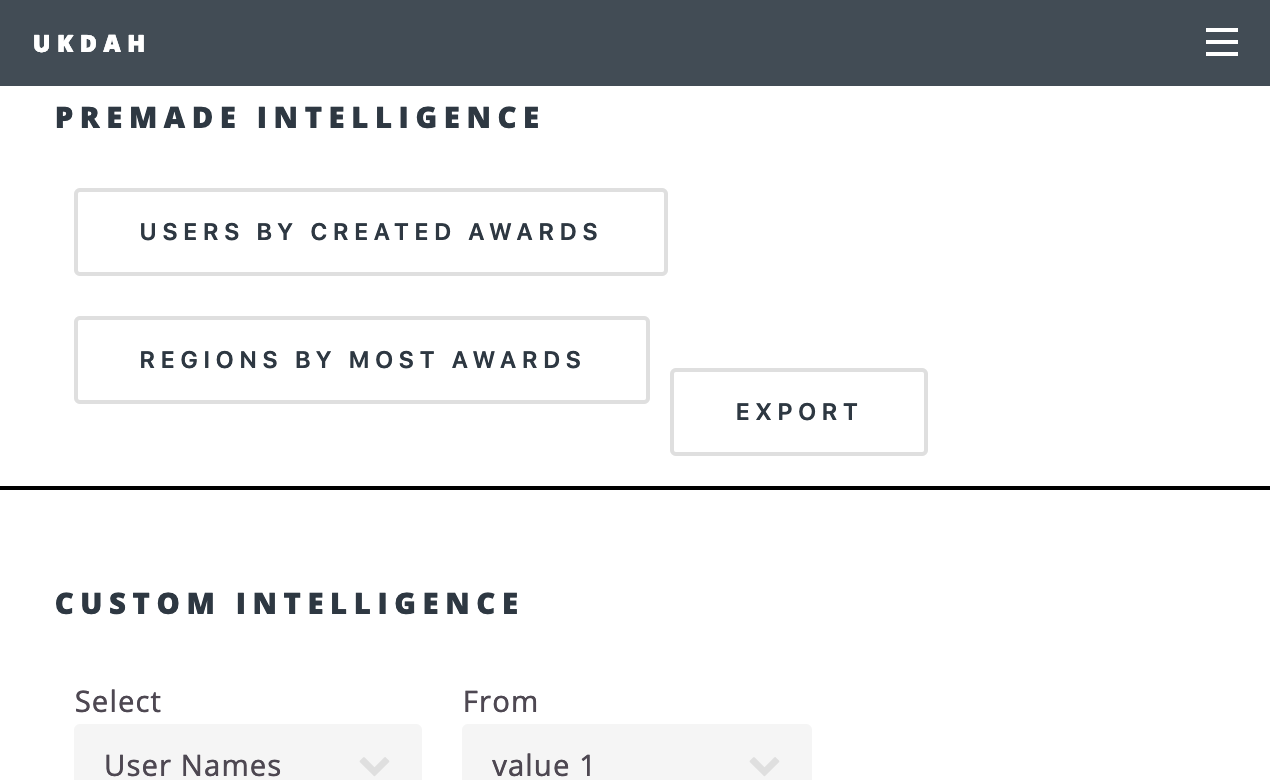 UKDAH
PREMADE INTELLIGENCE
USERS BY CREATED AWARDS
REGIONS BY MOST AWARDS
EXPORT
CUSTOM INTELLIGENCE
Select From
User Names value 1